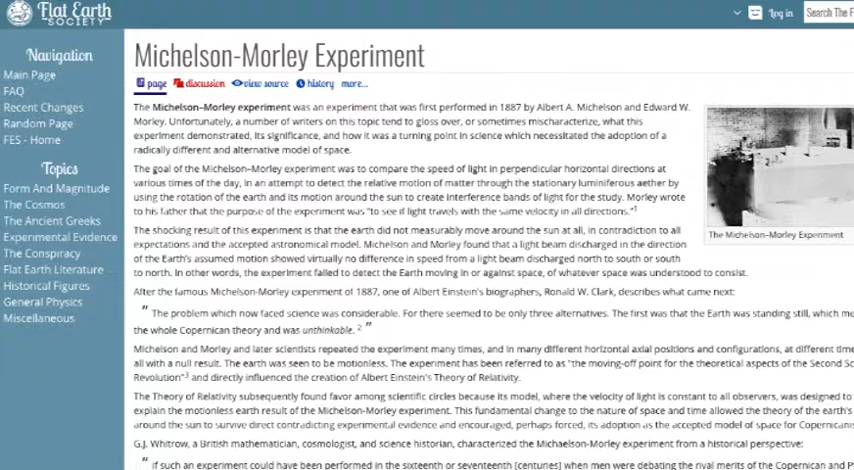 Flat Earth
SOCIETY
Log in
Search The F
Navigation
Main Page
FAQ
Recent Changes
Random Page
FES - Home
Topics
Form And Magnitude
The Cosmos
The Ancient Greeks
Experimental Evidence
The Conspiracy
Flat Earth Literature
Historical Figures
General Physics
Miscellaneous
Michelson-Morley Experiment
page discussion view source history more...
The Michelson–Morley experiment was an experiment that was first performed in 1887 by Albert A. Michelson and Edward W.
Morley. Unfortunately, a number of writers on this topic tend to gloss over, or sometimes mischaracterize, what this
experiment demonstrated, its significance, and how it was a turning point in science which necessitated the adoption of a
radically different and alternative model of space.
The goal of the Michelson–Morley experiment was to compare the speed of light in perpendicular horizontal directions at
various times of the day, in an attempt to detect the relative motion of matter through the stationary luminiferous aether by
using the rotation of the earth and its motion around the sun to create interference bands of light for the study. Morley wrote
to his father that the purpose of the experiment was "to see if light travels with the same velocity in all directions."1
The shocking result of this experiment is that the earth did not measurably move around the sun at all, in contradiction to all
expectations and the accepted astronomical model. Michelson and Morley found that a light beam discharged in the direction
of the Earth's assumed motion showed virtually no difference in speed from a light beam discharged north to south or south
to north. In other words, the experiment failed to detect the Earth moving in or against space, of whatever space was understood to consist.
The Michelson-Morley Experiment
After the famous Michelson-Morley experiment of 1887, one of Albert Einstein's biographers, Ronald W. Clark, describes what came next:
" The problem which now faced science was considerable. For there seemed to be only three alternatives. The first was that the Earth was standing still, which me
the whole Copernican theory and was unthinkable. 2 "
Michelson and Morley and later scientists repeated the experiment many times, and in many different horizontal axial positions and configurations, at different time
all with a null result. The earth was seen to be motionless. The experiment has been referred to as "the moving-off point for the theoretical aspects of the Second Sc
Revolution"3 and directly influenced the creation of Albert Einstein's Theory of Relativity.
The Theory of Relativity subsequently found favor among scientific circles because its model, where the velocity of light is constant to all observers, was designed to
explain the motionless earth result of the Michelson-Morley experiment. This fundamental change to the nature of space and time allowed the theory of the earth's
around the sun to survive direct contradicting experimental evidence and encouraged, perhaps forced, its adoption as the accepted model of space for Copernicani
G.J. Whitrow, a British mathematician, cosmologist, and science historian, characterized the Michaelson-Morley experiment from a historical perspective:
" if such an experiment could have been performed in the sixteenth or seventeenth [centuries] when men were debating the rival merits of the Copernican and P